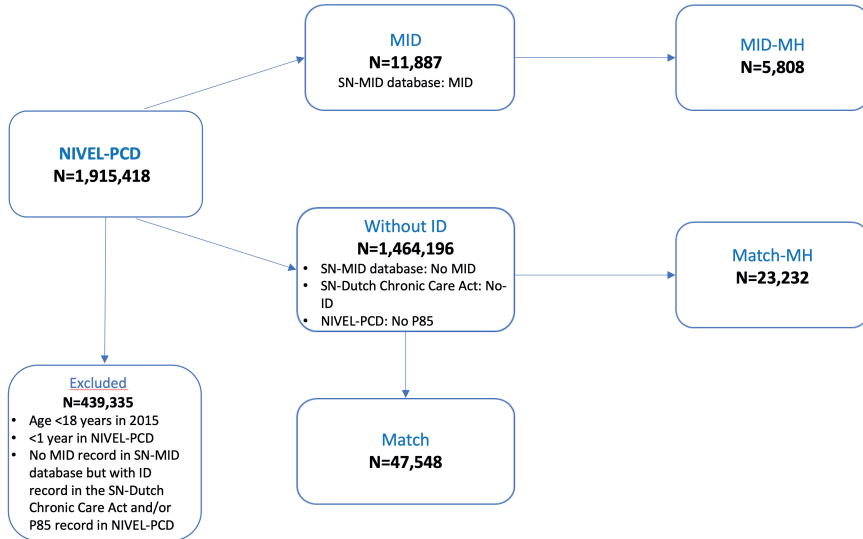 MID
N=11,887
SN-MID database: MID
MID-MH
N=5,808
NIVEL-PCD
N=1,915,418
Without ID
N=1,464,196
• SN-MID database: No MID
• SN-Dutch Chronic Care Act: No-
ID
• NIVEL-PCD: No P85
Match-MH
N=23,232
Excluded
N=439,335
• Age <18 years in 2015
• <1 year in NIVEL-PCD
• No MID record in SN-MID
database but with ID
record in the SN-Dutch
Chronic Care Act and/or
P85 record in NIVEL-PCD
Match
N=47,548